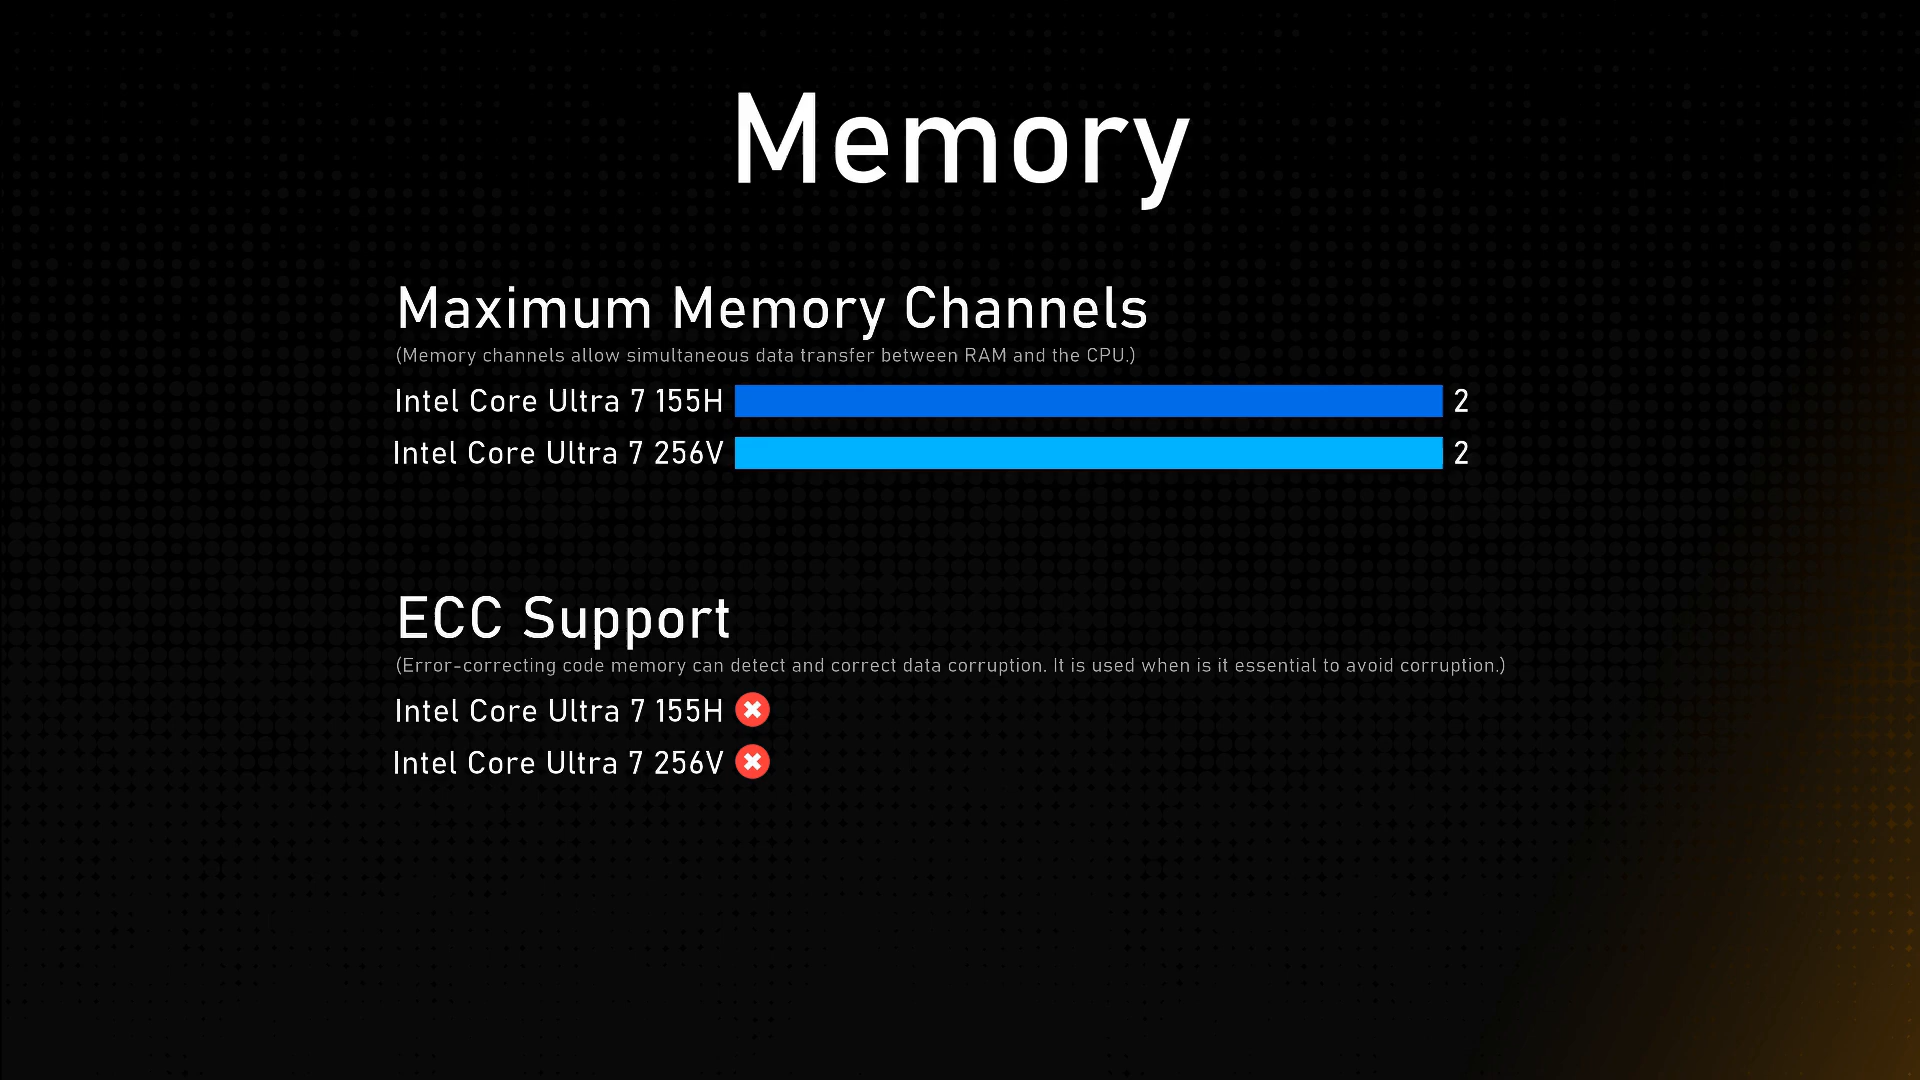 Memory
Maximum Memory Channels
(Memory channels allow simultaneous data transfer between RAM and the CPU.)
Intel Core Ultra 7 155H 2
Intel Core Ultra 7 256V 2
ECC Support
(Error-correcting code memory can detect and correct data corruption. It is used when is it essential to avoid corruption.)
Intel Core Ultra 7 155H
Intel Core Ultra 7 256V